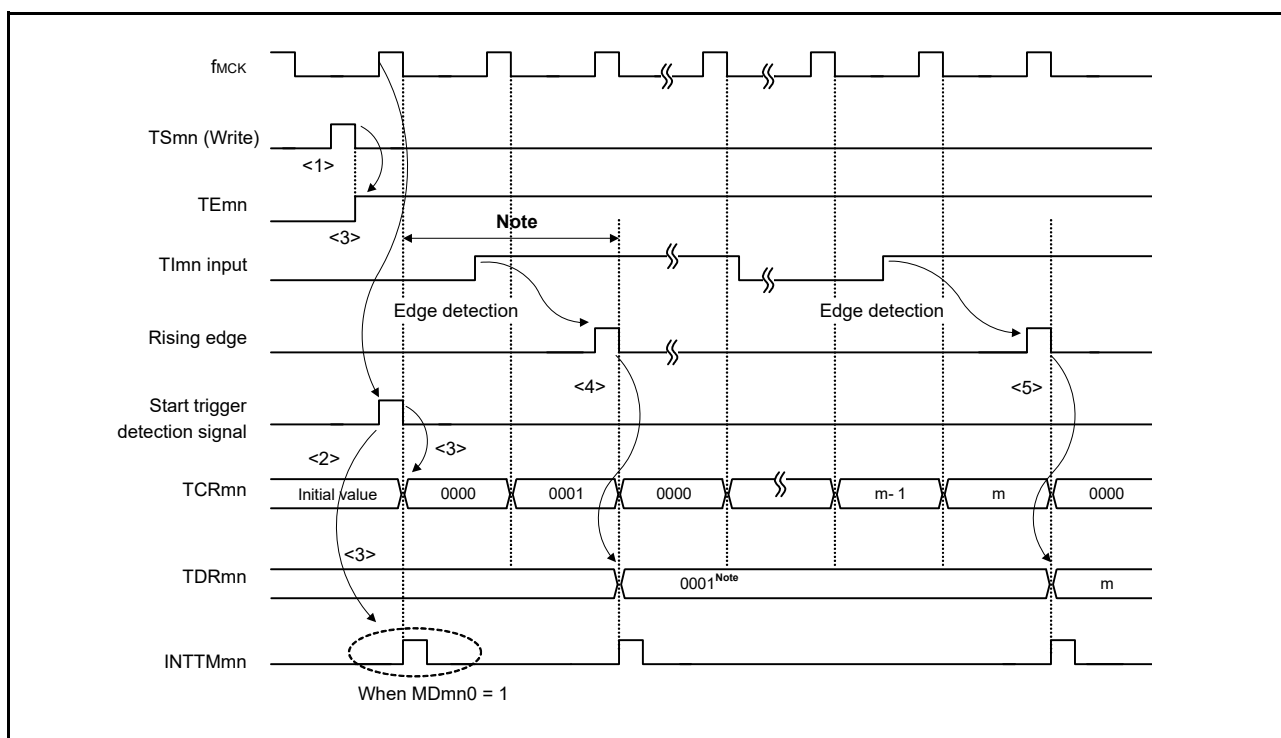 fMCK
TSmn (Write)
<1>
TEmn
<3>
Note
TImn input
Edge detection
Edge detection
Rising edge
<4>
<5>
Start trigger
detection signal
<2>
<3>
TCRmn
Initial value
0000
0001
0000
m- 1
m
0000
<3>
TDRmn
0001Note
m
INTTMmn
When MDmn0 = 1